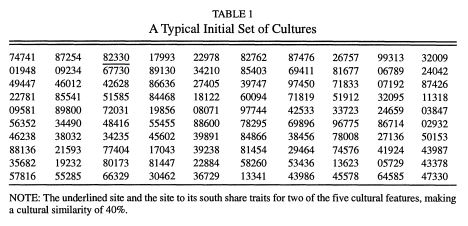 TABLE 1
A Typical Initial Set of Cultures
74741 87254 82330 17993 22978 82762 87476 26757 99313 32009
01948 09234 67730 89130 34210 85403 69411 81677 06789 24042
49447 46012 42628 86636 27405 39747 97450 71833 07192 87426
22781 85541 51585 84468 18122 60094 71819 51912 32095 11318
09581 89800 72031 19856 08071 97744 42533 33723 24659 03847
56352 34490 48416 55455 88600 78295 69896 96775 86714 02932
46238 38032 34235 45602 39891 84866 38456 78008 27136 50153
88136 21593 77404 17043 39238 81454 29464 74576 41924 43987
35682 19232 80173 81447 22884 58260 53436 13623 05729 43378
57816 55285 66329 30462 36729 13341 43986 45578 64585 47330
NOTE: The underlined site and the site to its south share traits for two of the five cultural features, making
a cultural similarity of 40%.